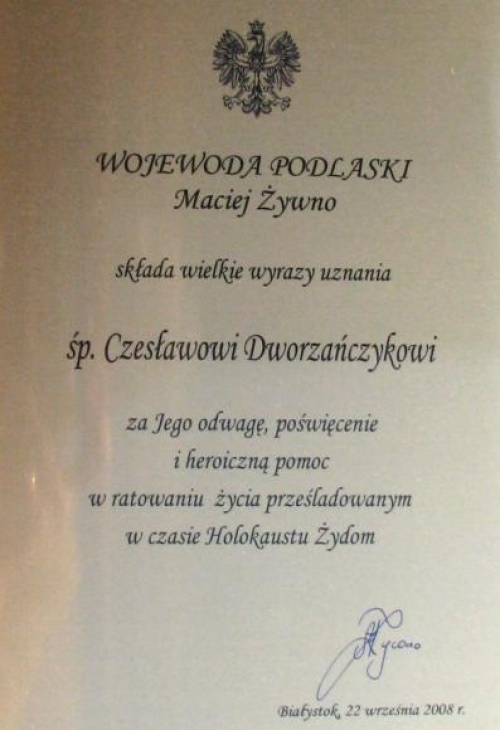 WOJEWODA PODLASKI
Maciej Żywno
składa wielkie wyrazy uznania
śp. Czesławowi Dworzańczykowi
za Jego odwagę, poświęcenie
i heroiczną pomoc
w ratowaniu życia prześladowanym
w czasie Holokaustu Żydom
Białystok, 22 września 2008 r.